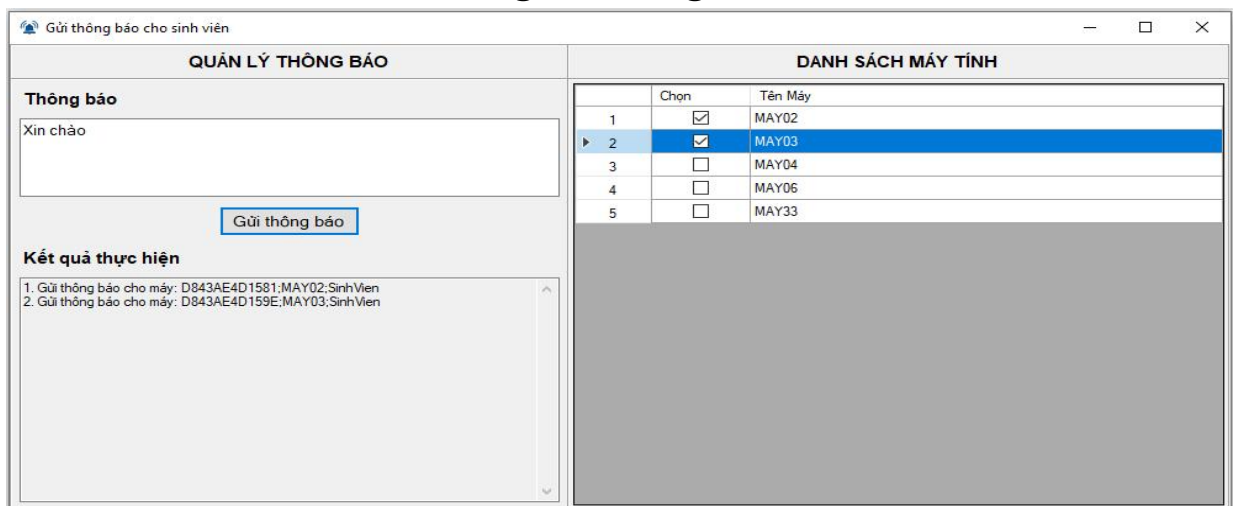 Gửi thông báo cho sinh viên
QUẢN LÝ THÔNG BÁO
Thông báo
Xin chào
Gửi thông báo
Kết quả thực hiện
1. Gửi thông báo cho máy: D843AE4D1581;MAY02;SinhVien
2. Gửi thông báo cho máy: D843AE4D159E;MAY03;SinhVien
DANH SÁCH MÁY TÍNH
Chọn Tên Máy
1 MAY02
2 MAY03
3 MAY04
4 MAY06
5 MAY33